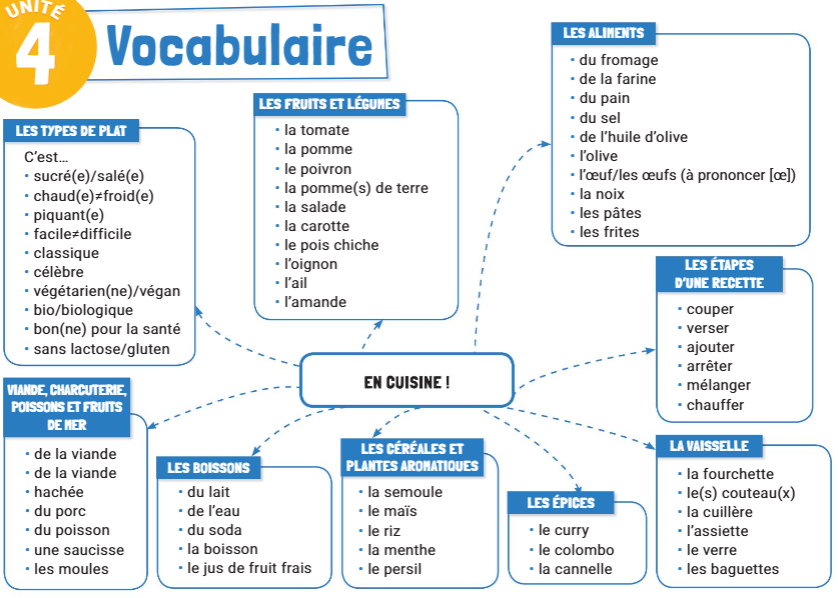 UNITÉ
4
Vocabulaire
LES TYPES DE PLAT
C'est...
• sucré(e)/salé(e)
• chaud(e)≠froid(e)
• piquant(e)
• facile≠difficile
• classique
• célèbre
• végétarien(ne)/végan
• bio/biologique
• bon(ne) pour la santé
• sans lactose/gluten
LES FRUITS ET LÉGUMES
• la tomate
• la pomme
• le poivron
• la pomme(s) de terre
• la salade
• la carotte
• le pois chiche
• l'oignon
• l'ail
• l'amande
LES ALIMENTS
• du fromage
• de la farine
• du pain
• du sel
• de l'huile d'olive
• l'olive
• l'œuf/les œufs (à prononcer [œ])
• la noix
• les pâtes
• les frites
LES ÉTAPES
D'UNE RECETTE
• couper
• verser
• ajouter
• arrêter
• mélanger
• chauffer
EN CUISINE !
VIANDE, CHARCUTERIE,
POISSONS ET FRUITS
DE MER
• de la viande
• de la viande
• hachée
• du porc
• du poisson
• une saucisse
• les moules
LES BOISSONS
• du lait
• de l'eau
• du soda
• la boisson
• le jus de fruit frais
LES CÉRÉALES ET
PLANTES AROMATIQUES
• la semoule
• le maïs
• le riz
• la menthe
• le persil
LES ÉPICES
• le curry
• le colombo
• la cannelle
LA VAISSELLE
• la fourchette
• le(s) couteau(x)
• la cuillère
• l'assiette
• le verre
• les baguettes